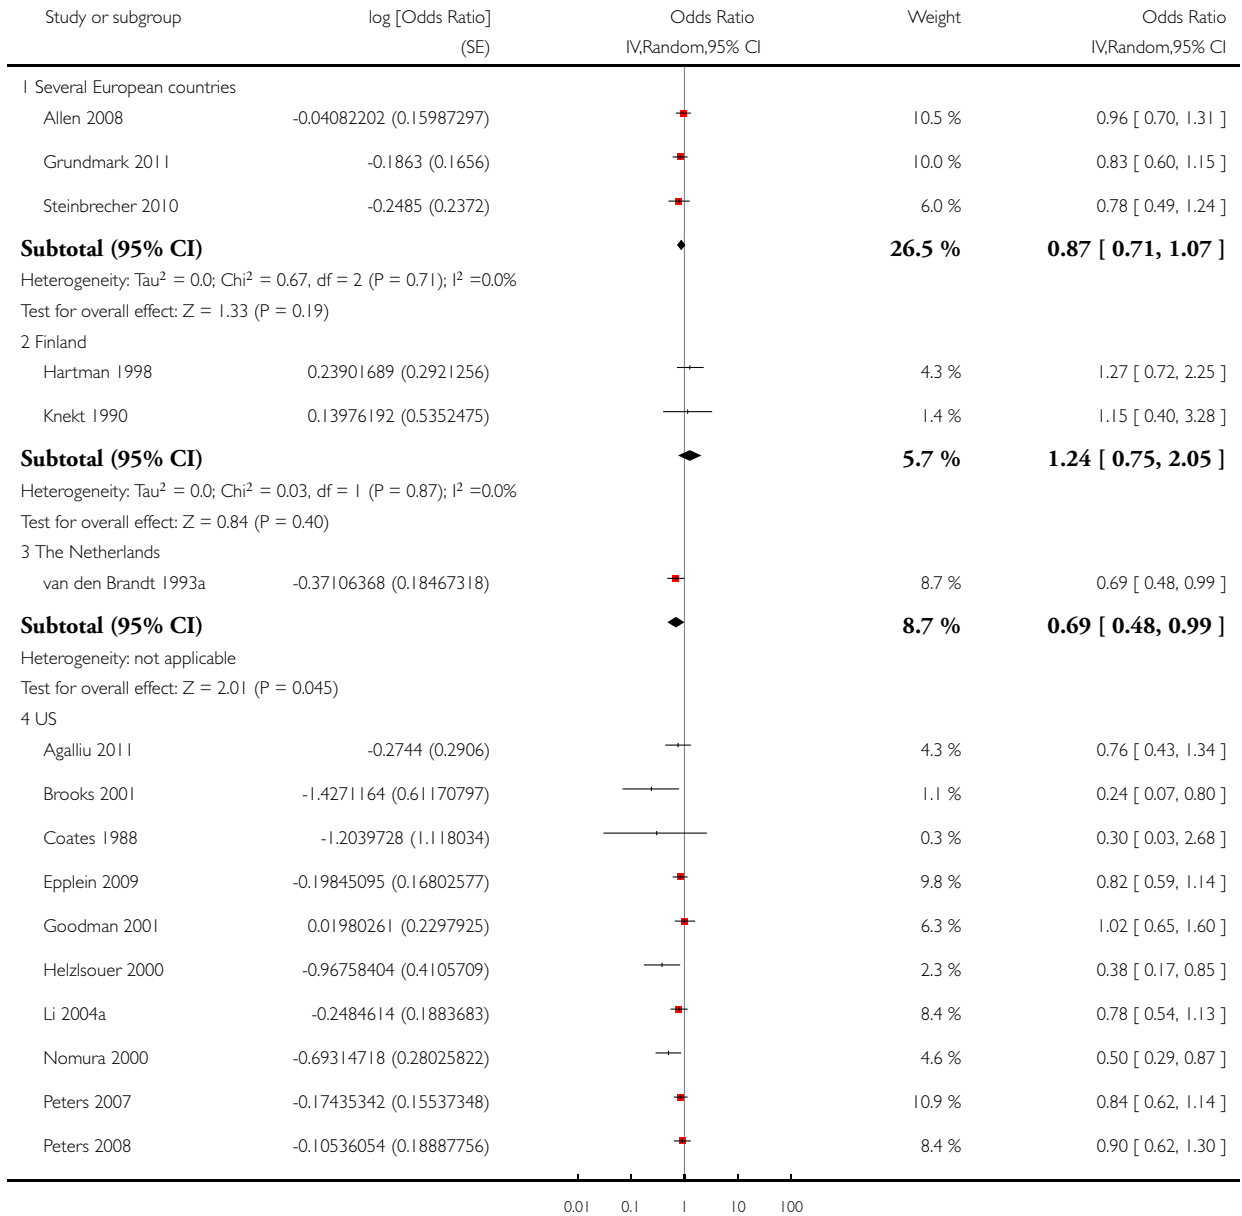 Study or subgroup log [Odds Ratio] Odds Ratio Weight Odds Ratio
(SE) IV,Random,95% CI IV,Random,95% CI
1 Several European countries
Allen 2008 -0.04082202 (0.15987297) 10.5 % 0.96 [ 0.70, 1.31 ]
Grundmark 2011 -0.1863 (0.1656) 10.0 % 0.83 [ 0.60, 1.15 ]
Steinbrecher 2010 -0.2485 (0.2372) 6.0 % 0.78 [ 0.49, 1.24 ]
Subtotal (95% CI) 26.5 % 0.87 [ 0.71, 1.07 ]
Heterogeneity: Tau² = 0.0; Chi² = 0.67, df = 2 (P = 0.71); I² =0.0%
Test for overall effect: Z = 1.33 (P = 0.19)
2 Finland
Hartman 1998 0.23901689 (0.2921256) 4.3 % 1.27 [ 0.72, 2.25 ]
Knekt 1990 0.13976192 (0.5352475) 1.4 % 1.15 [ 0.40, 3.28 ]
Subtotal (95% CI) 5.7 % 1.24 [ 0.75, 2.05 ]
Heterogeneity: Tau² = 0.0; Chi² = 0.03, df = 1 (P = 0.87); I² =0.0%
Test for overall effect: Z = 0.84 (P = 0.40)
3 The Netherlands
van den Brandt 1993a -0.37106368 (0.18467318) 8.7 % 0.69 [ 0.48, 0.99 ]
Subtotal (95% CI) 8.7 % 0.69 [ 0.48, 0.99 ]
Heterogeneity: not applicable
Test for overall effect: Z = 2.01 (P = 0.045)
4 US
Agalliu 2011 -0.2744 (0.2906) 4.3 % 0.76 [ 0.43, 1.34 ]
Brooks 2001 -1.4271164 (0.61170797) 1.1 % 0.24 [ 0.07, 0.80 ]
Coates 1988 -1.2039728 (1.118034) 0.3 % 0.30 [ 0.03, 2.68 ]
Epplein 2009 -0.19845095 (0.16802577) 9.8 % 0.82 [ 0.59, 1.14 ]
Goodman 2001 0.01980261 (0.2297925) 6.3 % 1.02 [ 0.65, 1.60 ]
Helzlsouer 2000 -0.96758404 (0.4105709) 2.3 % 0.38 [ 0.17, 0.85 ]
Li 2004a -0.2484614 (0.1883683) 8.4 % 0.78 [ 0.54, 1.13 ]
Nomura 2000 -0.69314718 (0.28025822) 4.6 % 0.50 [ 0.29, 0.87 ]
Peters 2007 -0.17435342 (0.15537348) 10.9 % 0.84 [ 0.62, 1.14 ]
Peters 2008 -0.10536054 (0.18887756) 8.4 % 0.90 [ 0.62, 1.30 ]
0.01 0.1 1 10 100